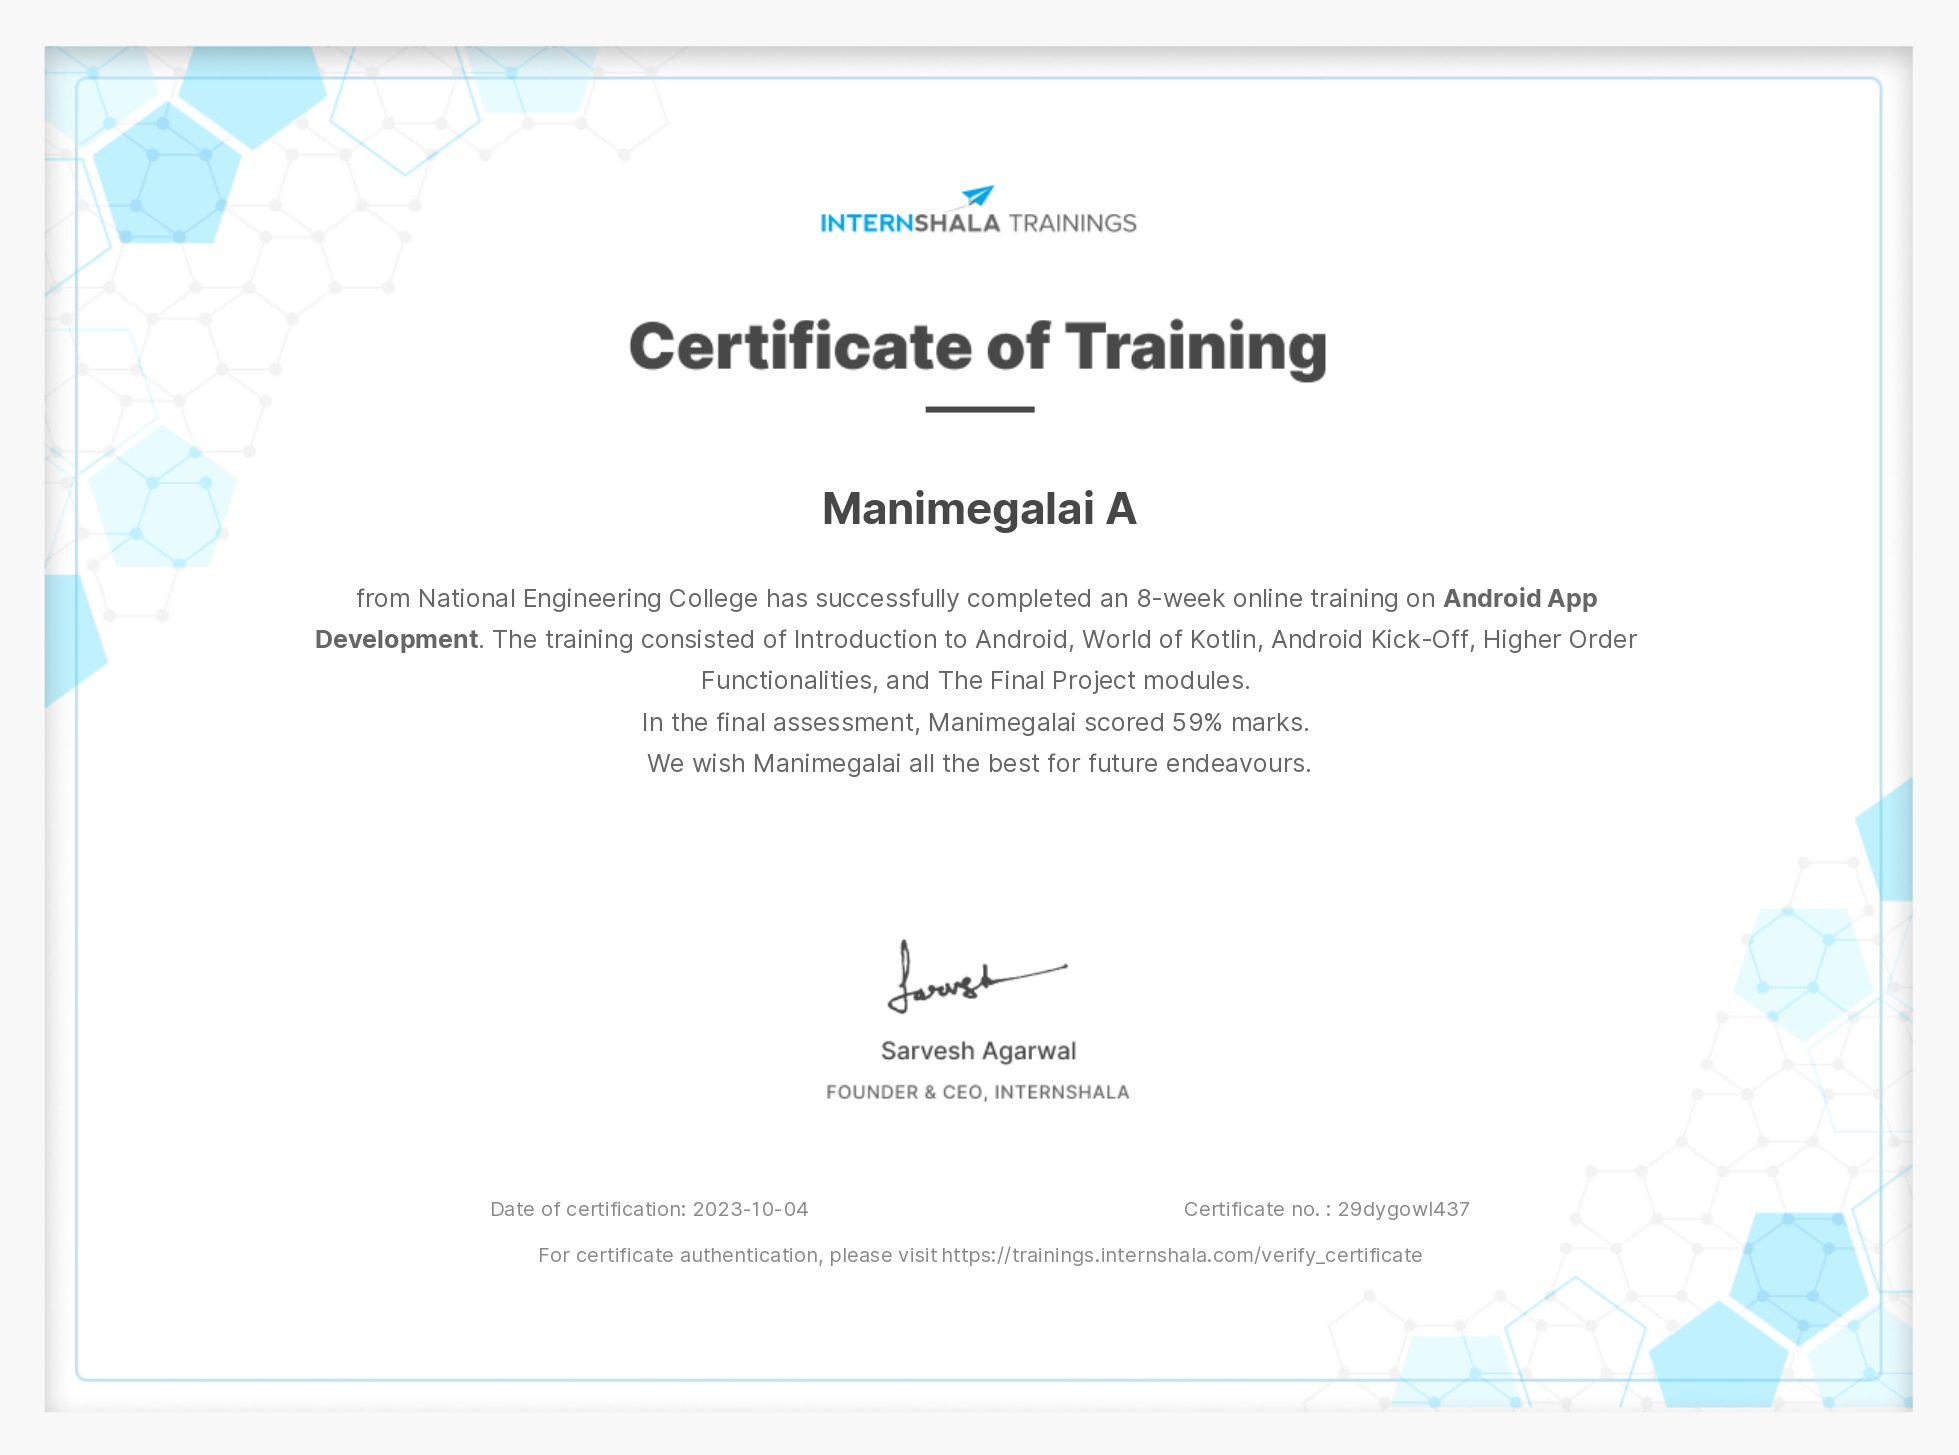 INTERNSHALA TRAININGS
Certificate of Training
Manimegalai A
from National Engineering College has successfully completed an 8-week online training on Android App
Development. The training consisted of Introduction to Android, World of Kotlin, Android Kick-Off, Higher Order
Functionalities, and The Final Project modules.
In the final assessment, Manimegalai scored 59% marks.
We wish Manimegalai all the best for future endeavours.
Sarvesh
Sarvesh Agarwal
FOUNDER & CEO, INTERNSHALA
Date of certification: 2023-10-04
Certificate no. : 29dygowl437
For certificate authentication, please visit https://trainings.internshala.com/verify_certificate